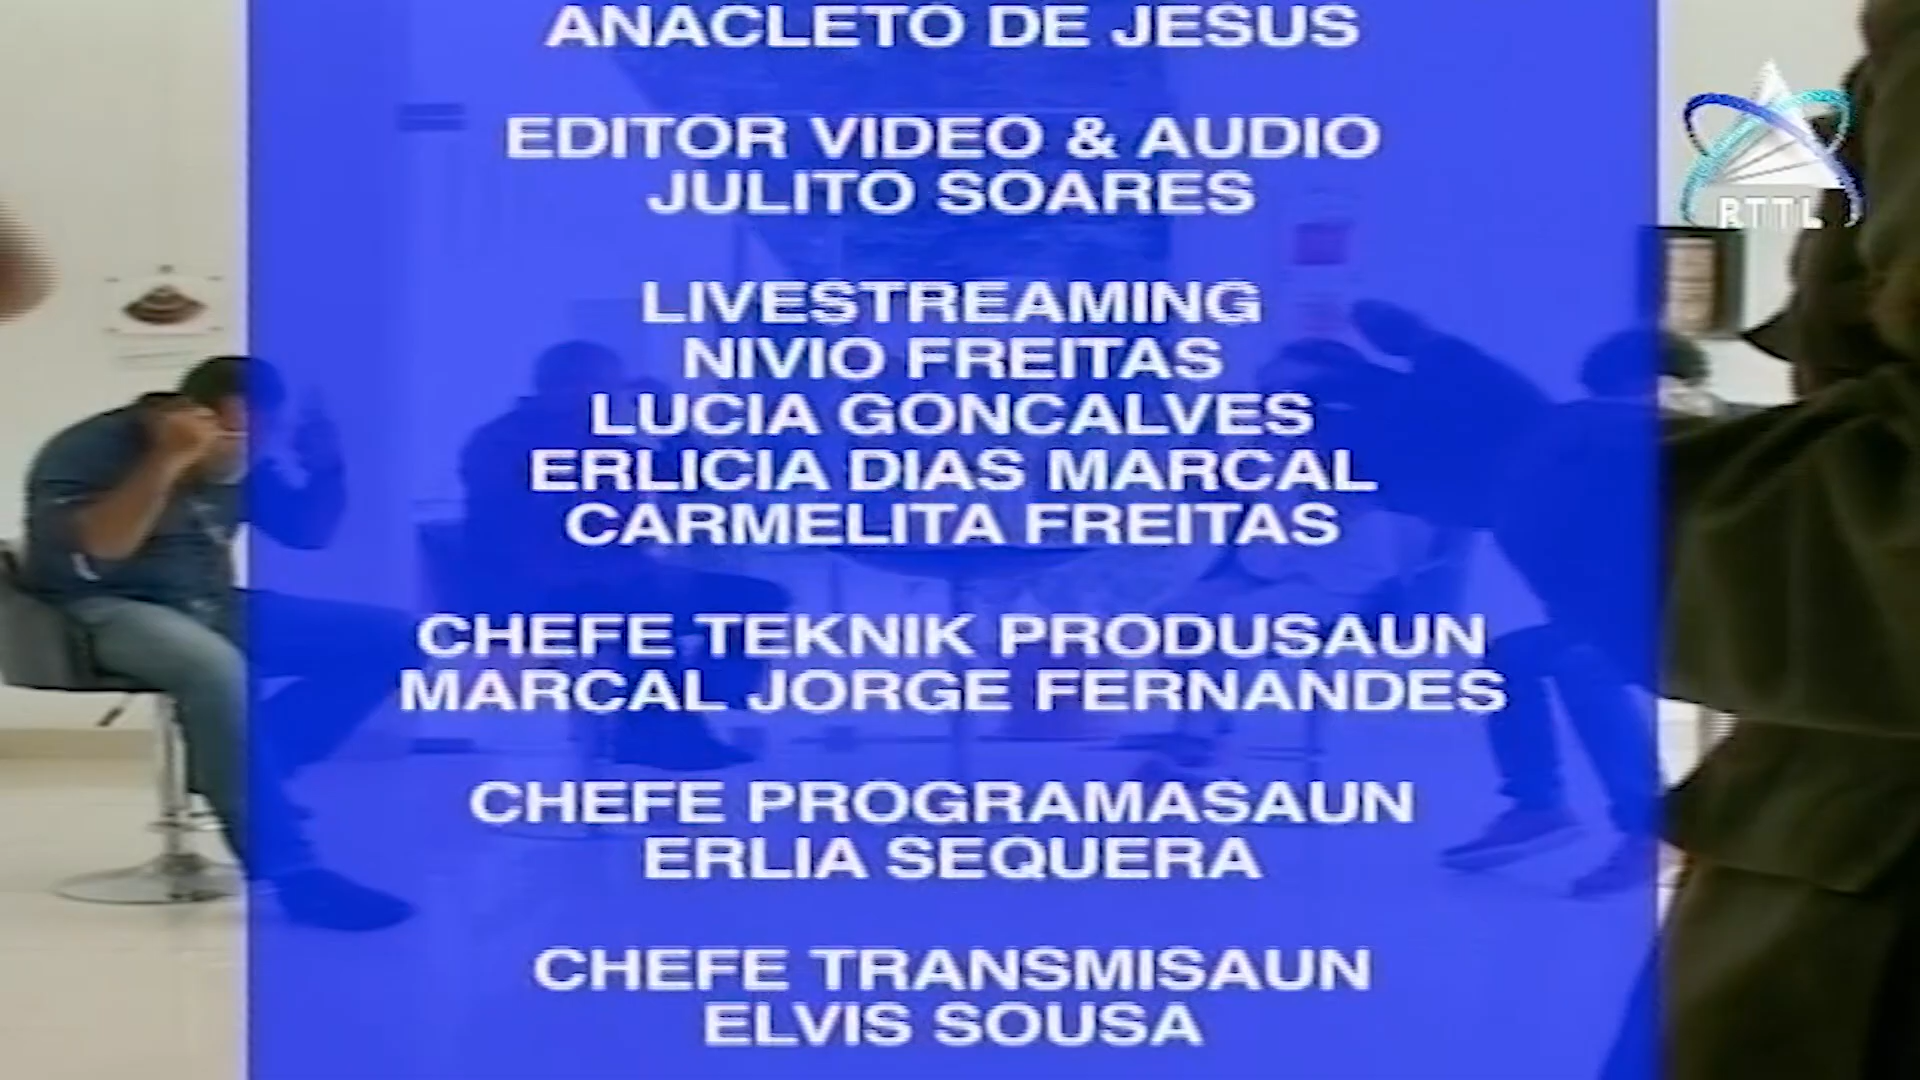 ANACLETO DE JESUS
EDITOR VIDEO & AUDIO
JULITO SOARES
LIVESTREAMING
NIVIO FREITAS
LUCIA GONCALVES
ERLICIA DIAS MARCAL
CARMELITA FREITAS
CHEFE TEKNIK PRODUSAUN
MARCAL JORGE FERNANDES
CHEFE PROGRAMASAUN
ERLIA SEQUERA
CHEFE TRANSMISAUN
ELVIS SOUSA
RTTL